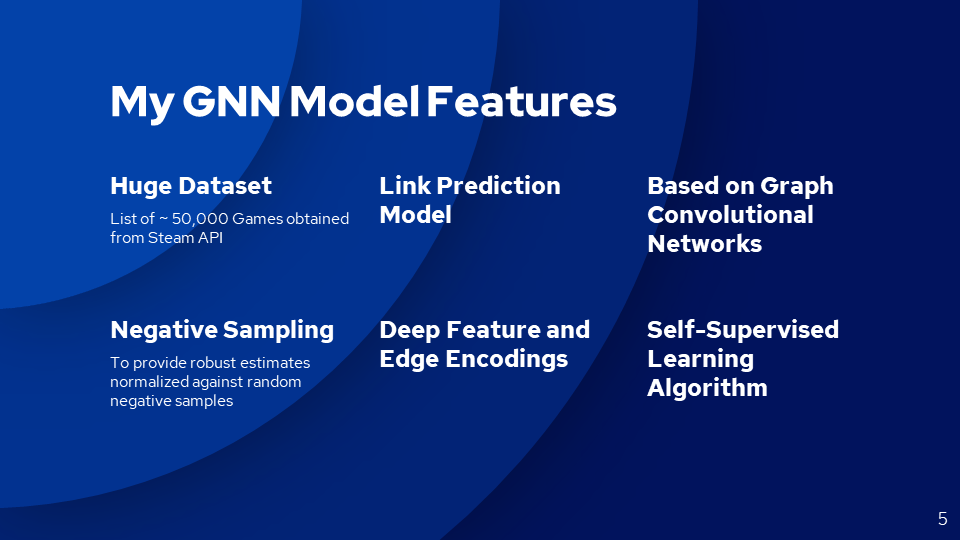 My GNN Model Features
Huge Dataset
List of ~ 50,000 Games obtained
from Steam API
Link Prediction
Model
Based on Graph
Convolutional
Networks
Negative Sampling
To provide robust estimates
normalized against random
negative samples
Deep Feature and
Edge Encodings
Self-Supervised
Learning
Algorithm
5